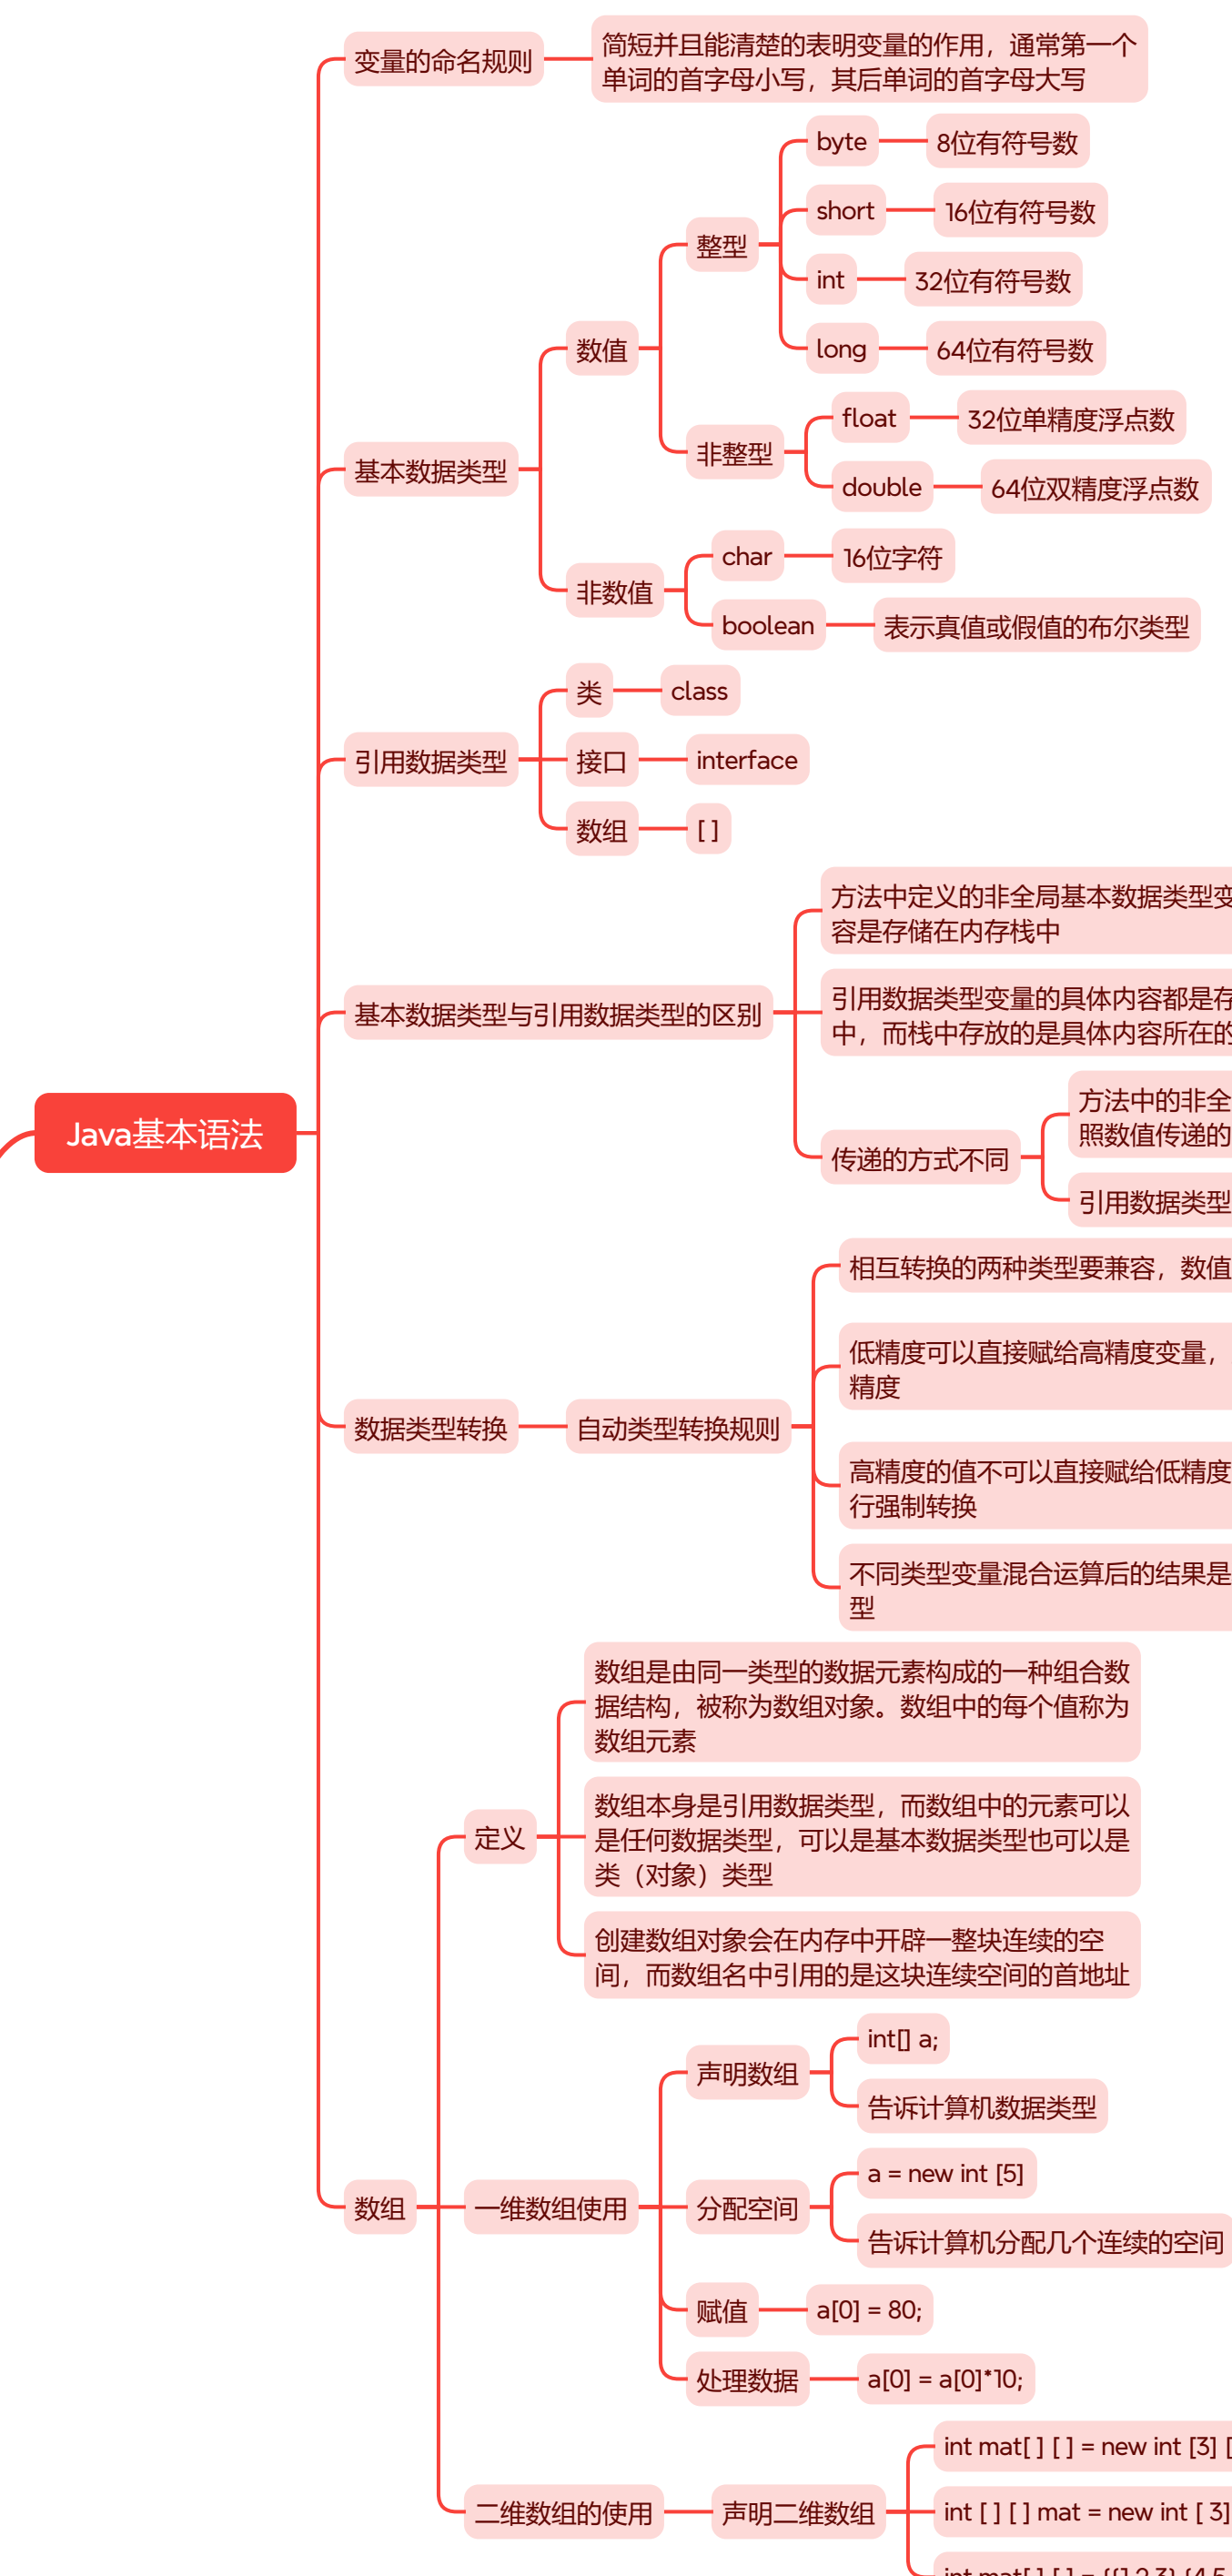 变量的命名规则
简短并且能清楚的表明变量的作用，通常第一个
单词的首字母小写，其后单词的首字母大写
byte
8位有符号数
short
16位有符号数
整型
int
32位有符号数
long
64位有符号数
数值
float
32位单精度浮点数
非整型
double
64位双精度浮点数
基本数据类型
char
16位字符
非数值
boolean
表示真值或假值的布尔类型
类
class
引用数据类型
接口
interface
数组
[ ]
方法中定义的非全局基本数据类型变
容是存储在内存栈中
基本数据类型与引用数据类型的区别
引用数据类型变量的具体内容都是存
中，而栈中存放的是具体内容所在的
方法中的非全
照数值传递的
传递的方式不同
引用数据类型
Java基本语法
相互转换的两种类型要兼容，数值
低精度可以直接赋给高精度变量，
精度
数据类型转换
自动类型转换规则
高精度的值不可以直接赋给低精度
行强制转换
不同类型变量混合运算后的结果是
型
数组是由同一类型的数据元素构成的一种组合数
据结构，被称为数组对象。数组中的每个值称为
数组元素
定义
数组本身是引用数据类型，而数组中的元素可以
是任何数据类型，可以是基本数据类型也可以是
类（对象）类型
创建数组对象会在内存中开辟一整块连续的空
间，而数组名中引用的是这块连续空间的首地址
int[] a;
声明数组
告诉计算机数据类型
a = new int [5]
数组
一维数组使用
分配空间
告诉计算机分配几个连续的空间
赋值
a[0] = 80;
处理数据
a[0] = a[0]*10;
int mat[ ] [ ] = new int [3] [
二维数组的使用
声明二维数组
int [ ] [ ] mat = new int [ 3]
int mat[ ] [ ] = {{1,2,3},{4,5,